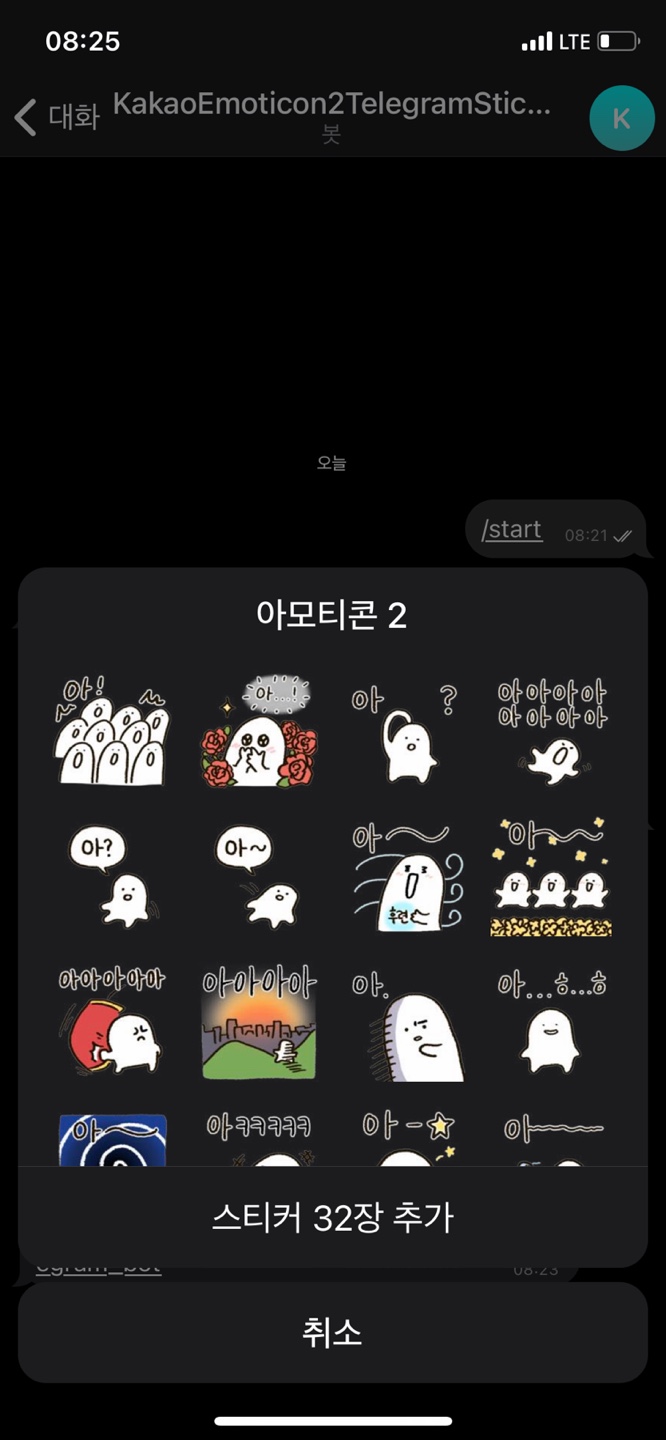 08:25
LTE
대화
KakaoEmoticon2TelegramStic...
봇
K
오늘
/start
08:21
아모티콘 2
아!
아...!
아 ?
아아아아
아아아아
아?
아~
아~
후련
아~~
아아아아아
아아아아
아.
아...ㅎ...ㅎ
아~
아ㅋㅋㅋㅋㅋ
아-☆
아~
스티커 32장 추가
egram_bot
08:23
취소